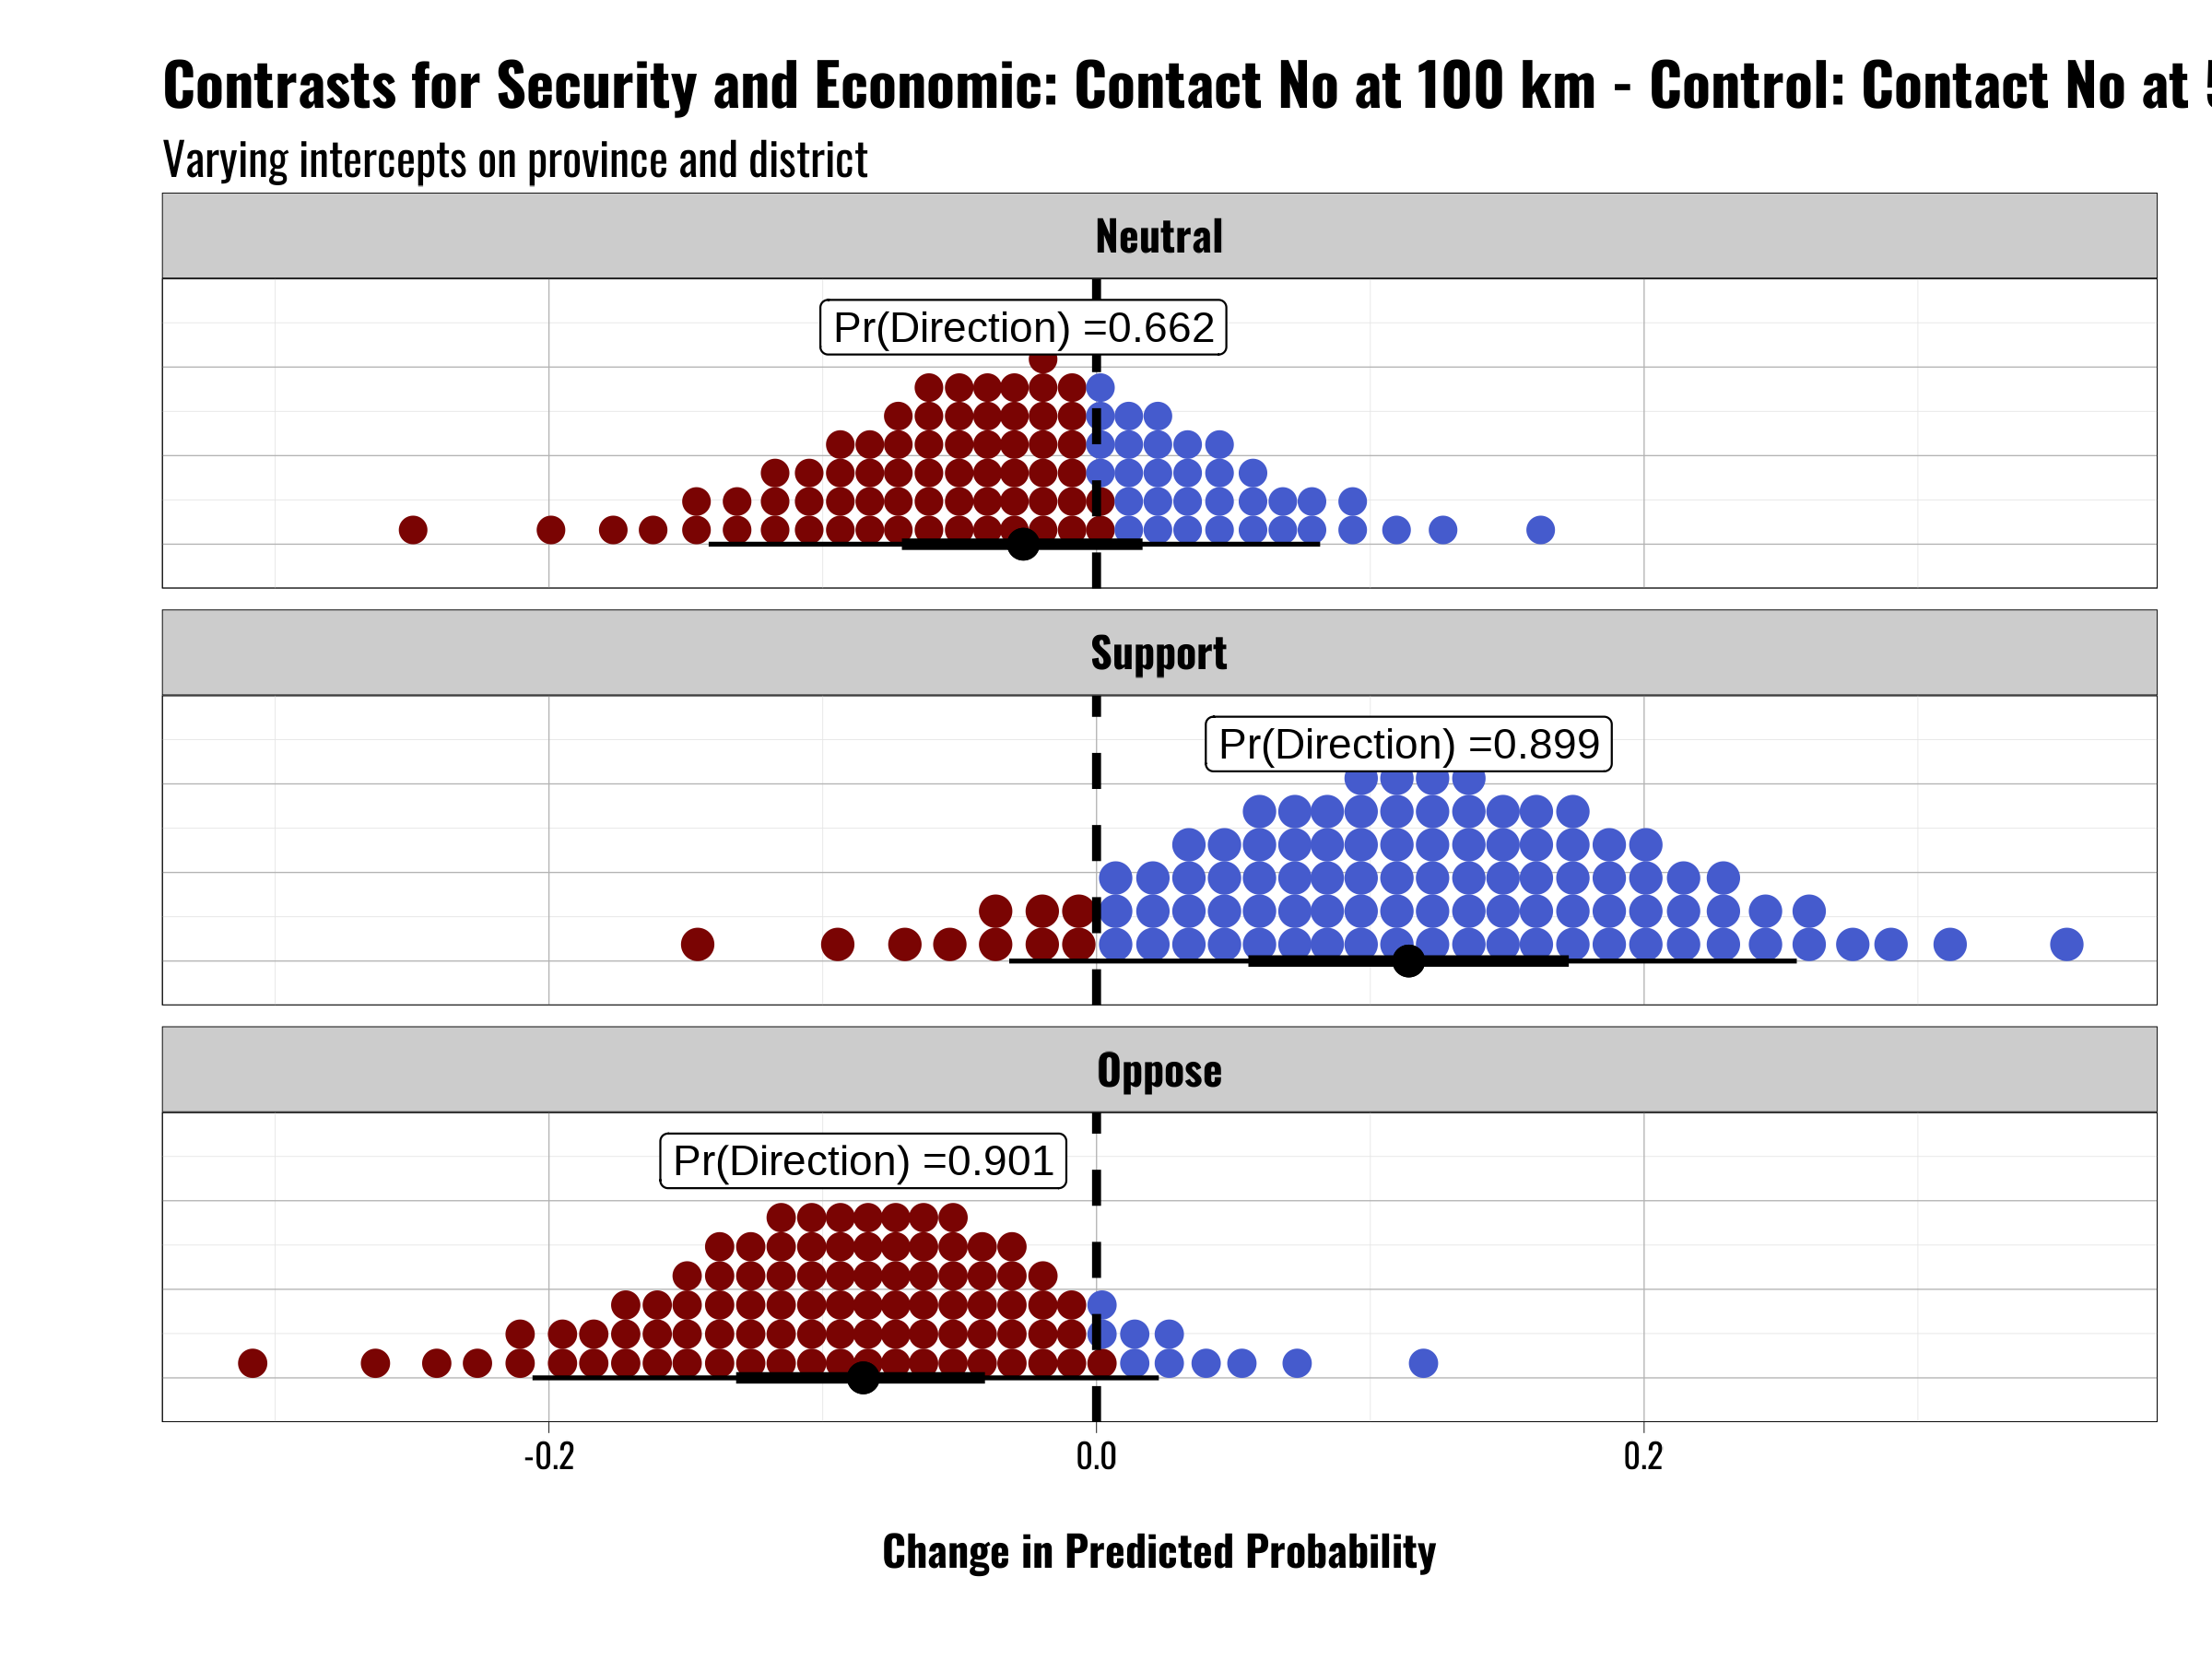 Contrasts for Security and Economic: Contact No at 100 km - Control: Contact No at
Varying intercepts on province and district
Neutral
Pr(Direction) =0.662
Support
Pr(Direction) =0.899
Oppose
Pr(Direction) =0.901
-0.2 0.0 0.2
Change in Predicted Probability